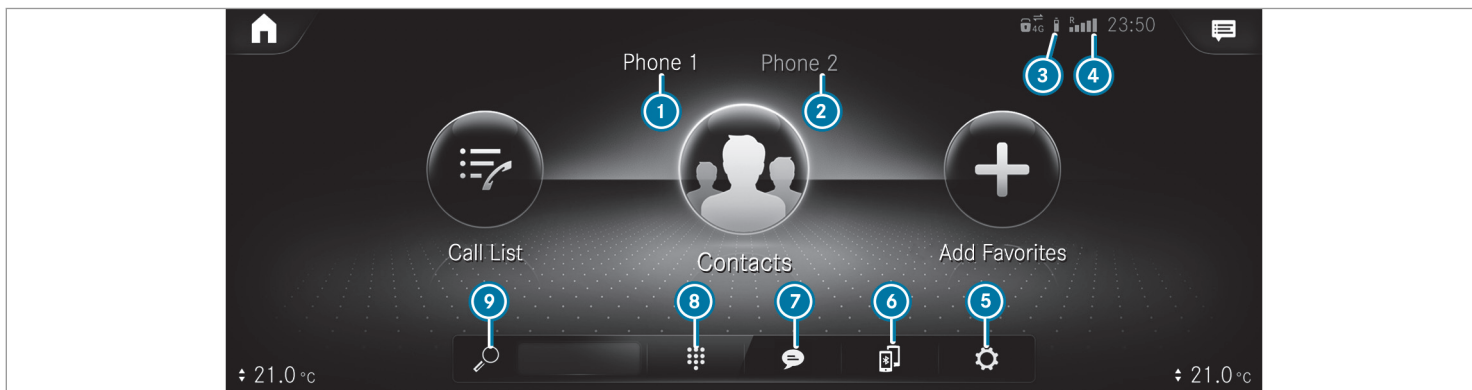 4G R 23:50
Phone 1 Phone 2
3 4
1 2
Call List Contacts Add Favorites
9 8 7 6 5
21.0 °C 21.0 °C